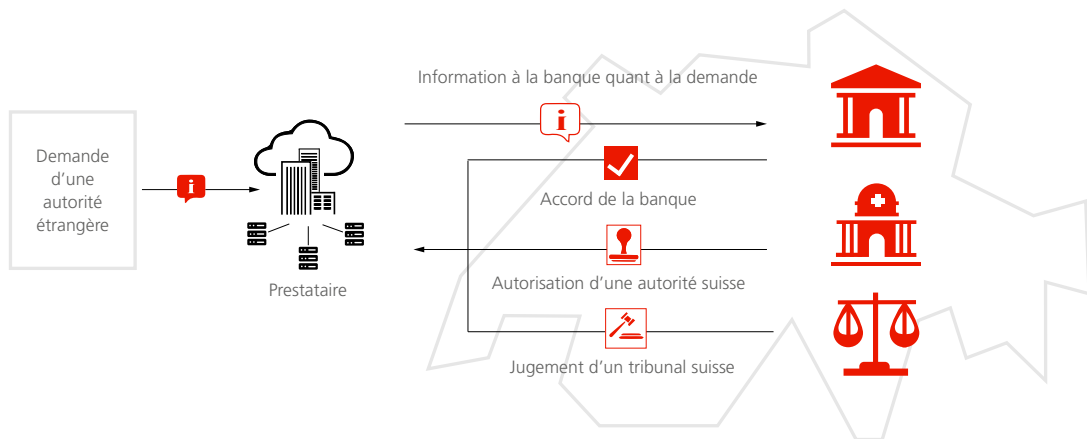 Demande
d’une
autorité
étrangère
Prestataire
Information à la banque quant à la demande
Accord de la banque
Autorisation d’une autorité suisse
Jugement d’un tribunal suisse